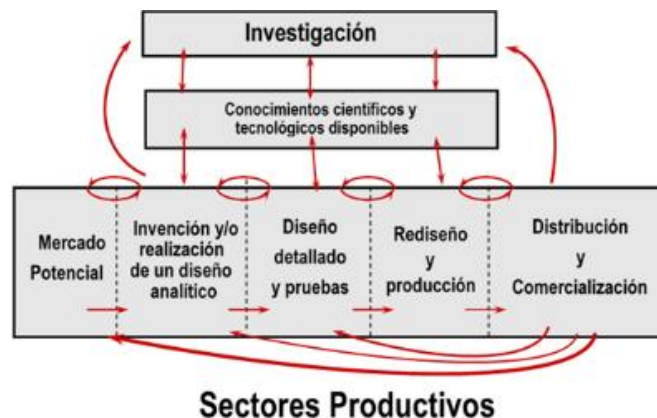 Investigación
Conocimientos científicos y
tecnológicos disponibles
Mercado
Potencial
Invención y/o
realización
de un diseño
analítico
Diseño
detallado
y pruebas
Rediseño
y
producción
Distribución
y
Comercialización
Sectores Productivos